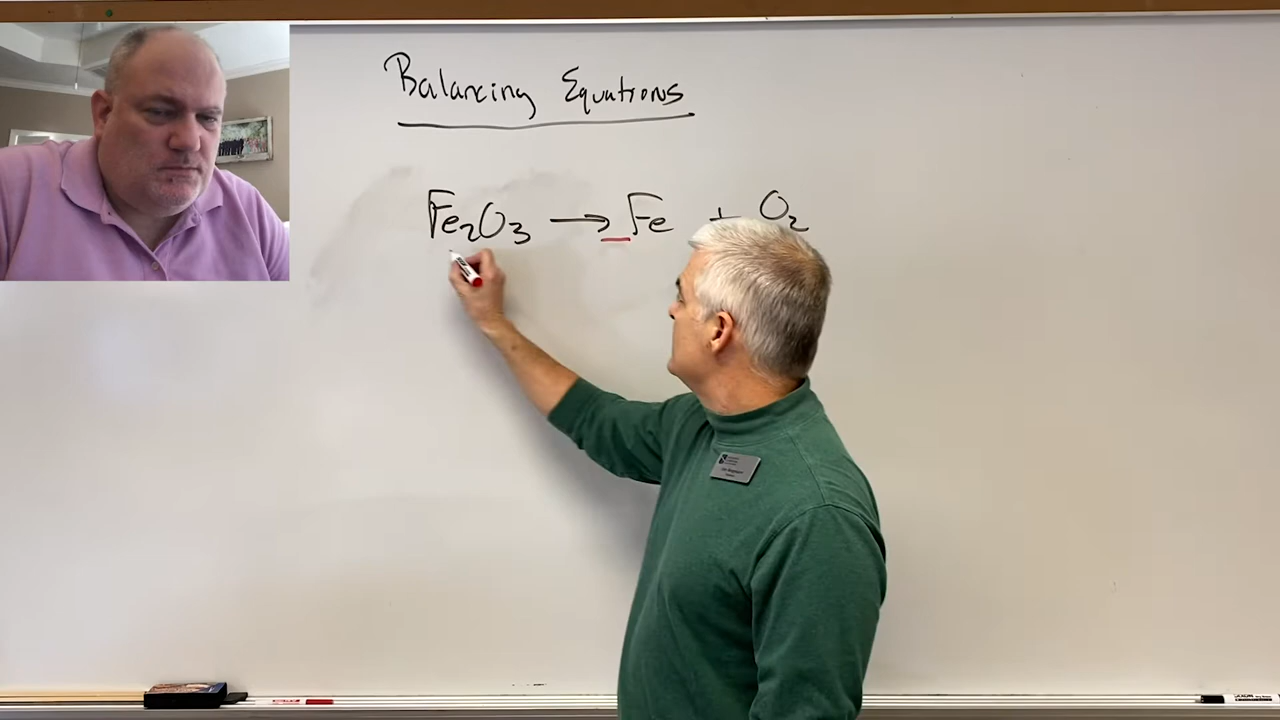 Balancing Equations
Fe₂O₃ → Fe + O₂